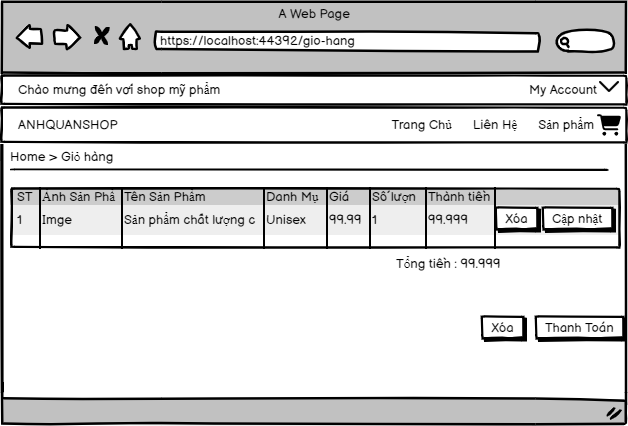 A Web Page
https://localhost:44392/gio-hang
Chào mưng đến vơí shop mỹ phẩm
My Account
ANHQUANSHOP
Trang Chủ Liên Hệ Sản phẩm
Home > Giỏ hàng
ST Ảnh Sản Phẩ Tên Sản Phẩm Danh Mụ Giá Số lượn Thành tiền
1 Imge Sản phẩm chất lượng c Unisex 99.99 1 99.999 Xóa Cập nhật
Tổng tiền : 99.999
Xóa Thanh Toán